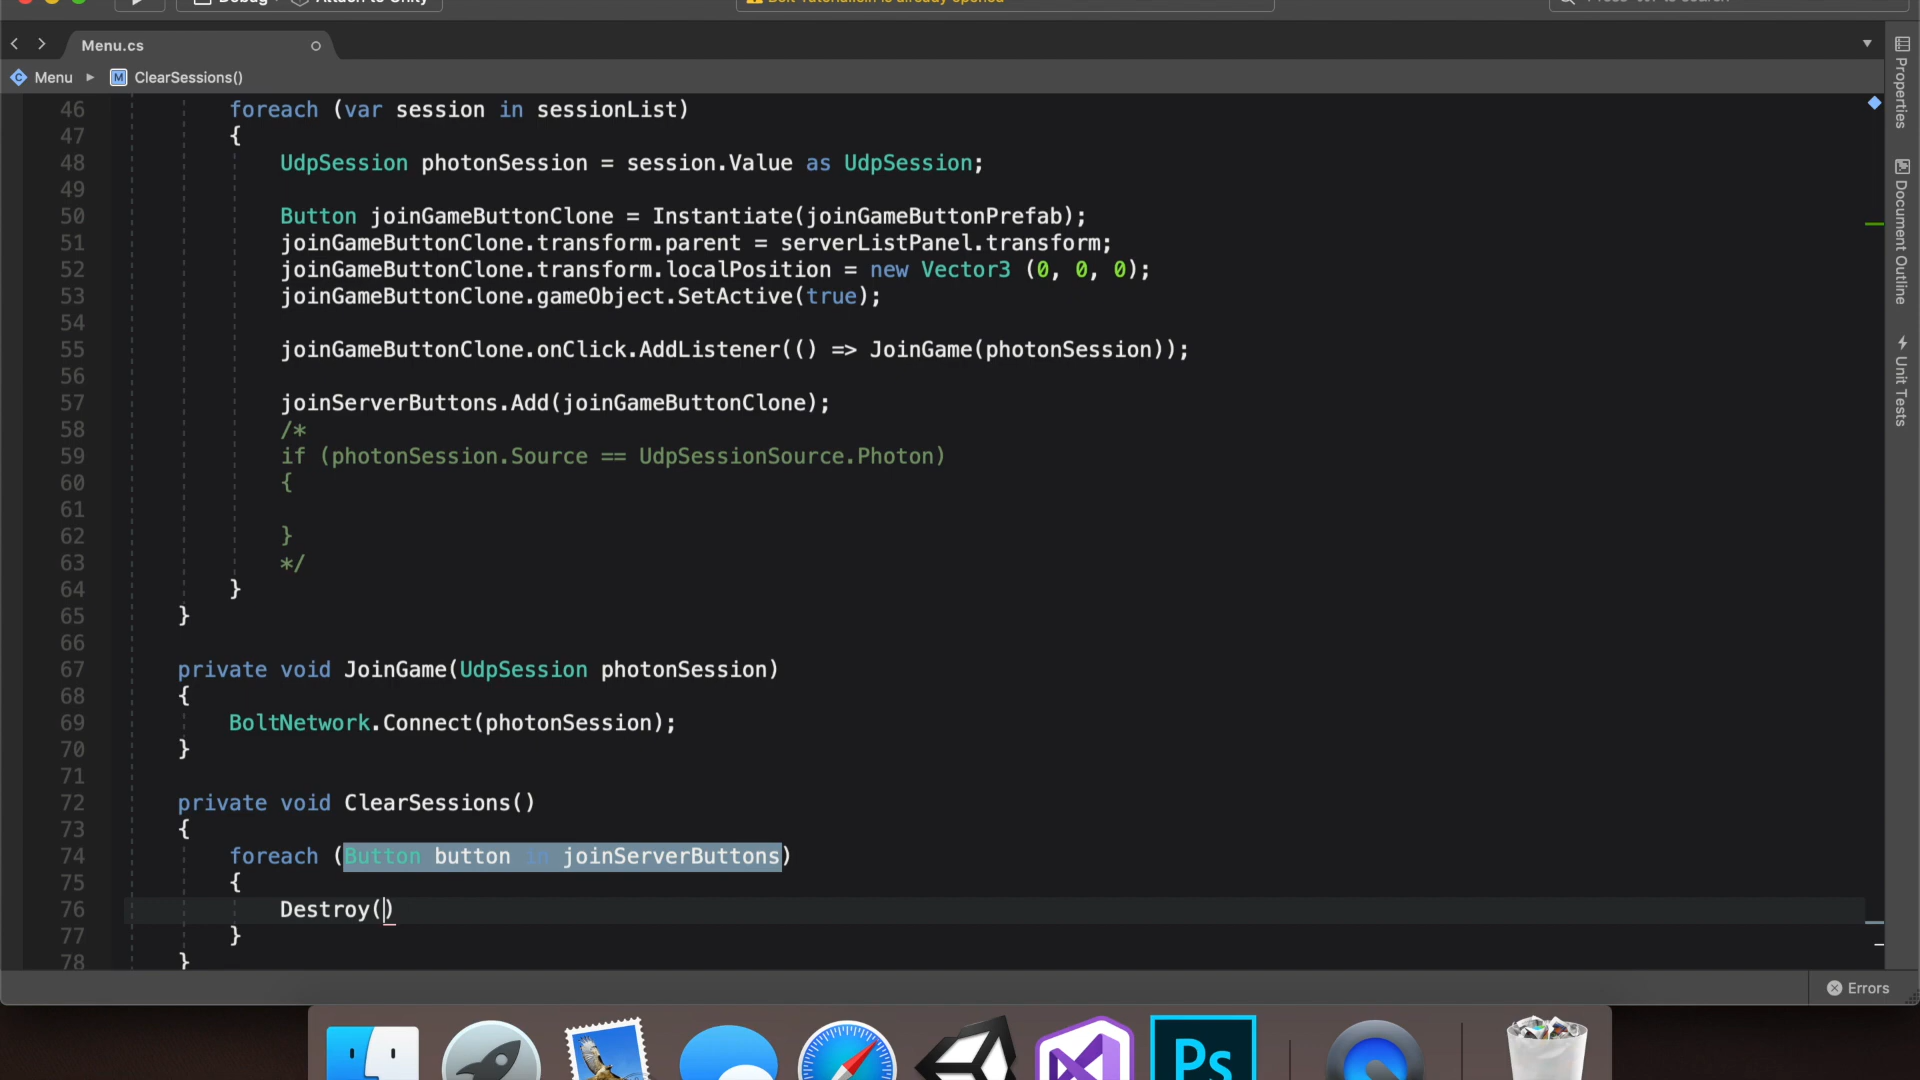 Menu.cs
Menu ▸ M ClearSessions()
46 foreach (var session in sessionList)
47 {
48 UdpSession photonSession = session.Value as UdpSession;
49
50 Button joinGameButtonClone = Instantiate(joinGameButtonPrefab);
51 joinGameButtonClone.transform.parent = serverListPanel.transform;
52 joinGameButtonClone.transform.localPosition = new Vector3 (0, 0, 0);
53 joinGameButtonClone.gameObject.SetActive(true);
54
55 joinGameButtonClone.onClick.AddListener(() => JoinGame(photonSession));
56
57 joinServerButtons.Add(joinGameButtonClone);
58 /*
59 if (photonSession.Source == UdpSessionSource.Photon)
60 {
61
62 }
63 */
64 }
65 }
66
67 private void JoinGame(UdpSession photonSession)
68 {
69 BoltNetwork.Connect(photonSession);
70 }
71
72 private void ClearSessions()
73 {
74 foreach (Button button in joinServerButtons)
75 {
76 Destroy()
77 }
78 }
Properties
Document Outline
Unit Tests
Errors
Ps